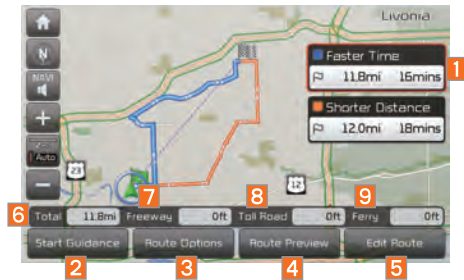 Livonia
N
NAVI
Faster Time
11.8mi 15mins
1
Shorter Distance
12.0mi 18mins
Auto
23
12
7
8
9
6
Total 11.8mi Freeway 0ft Toll Road 0ft Ferry 0ft
Start Guidance Route Options Route Preview Edit Route
2
3
4
5